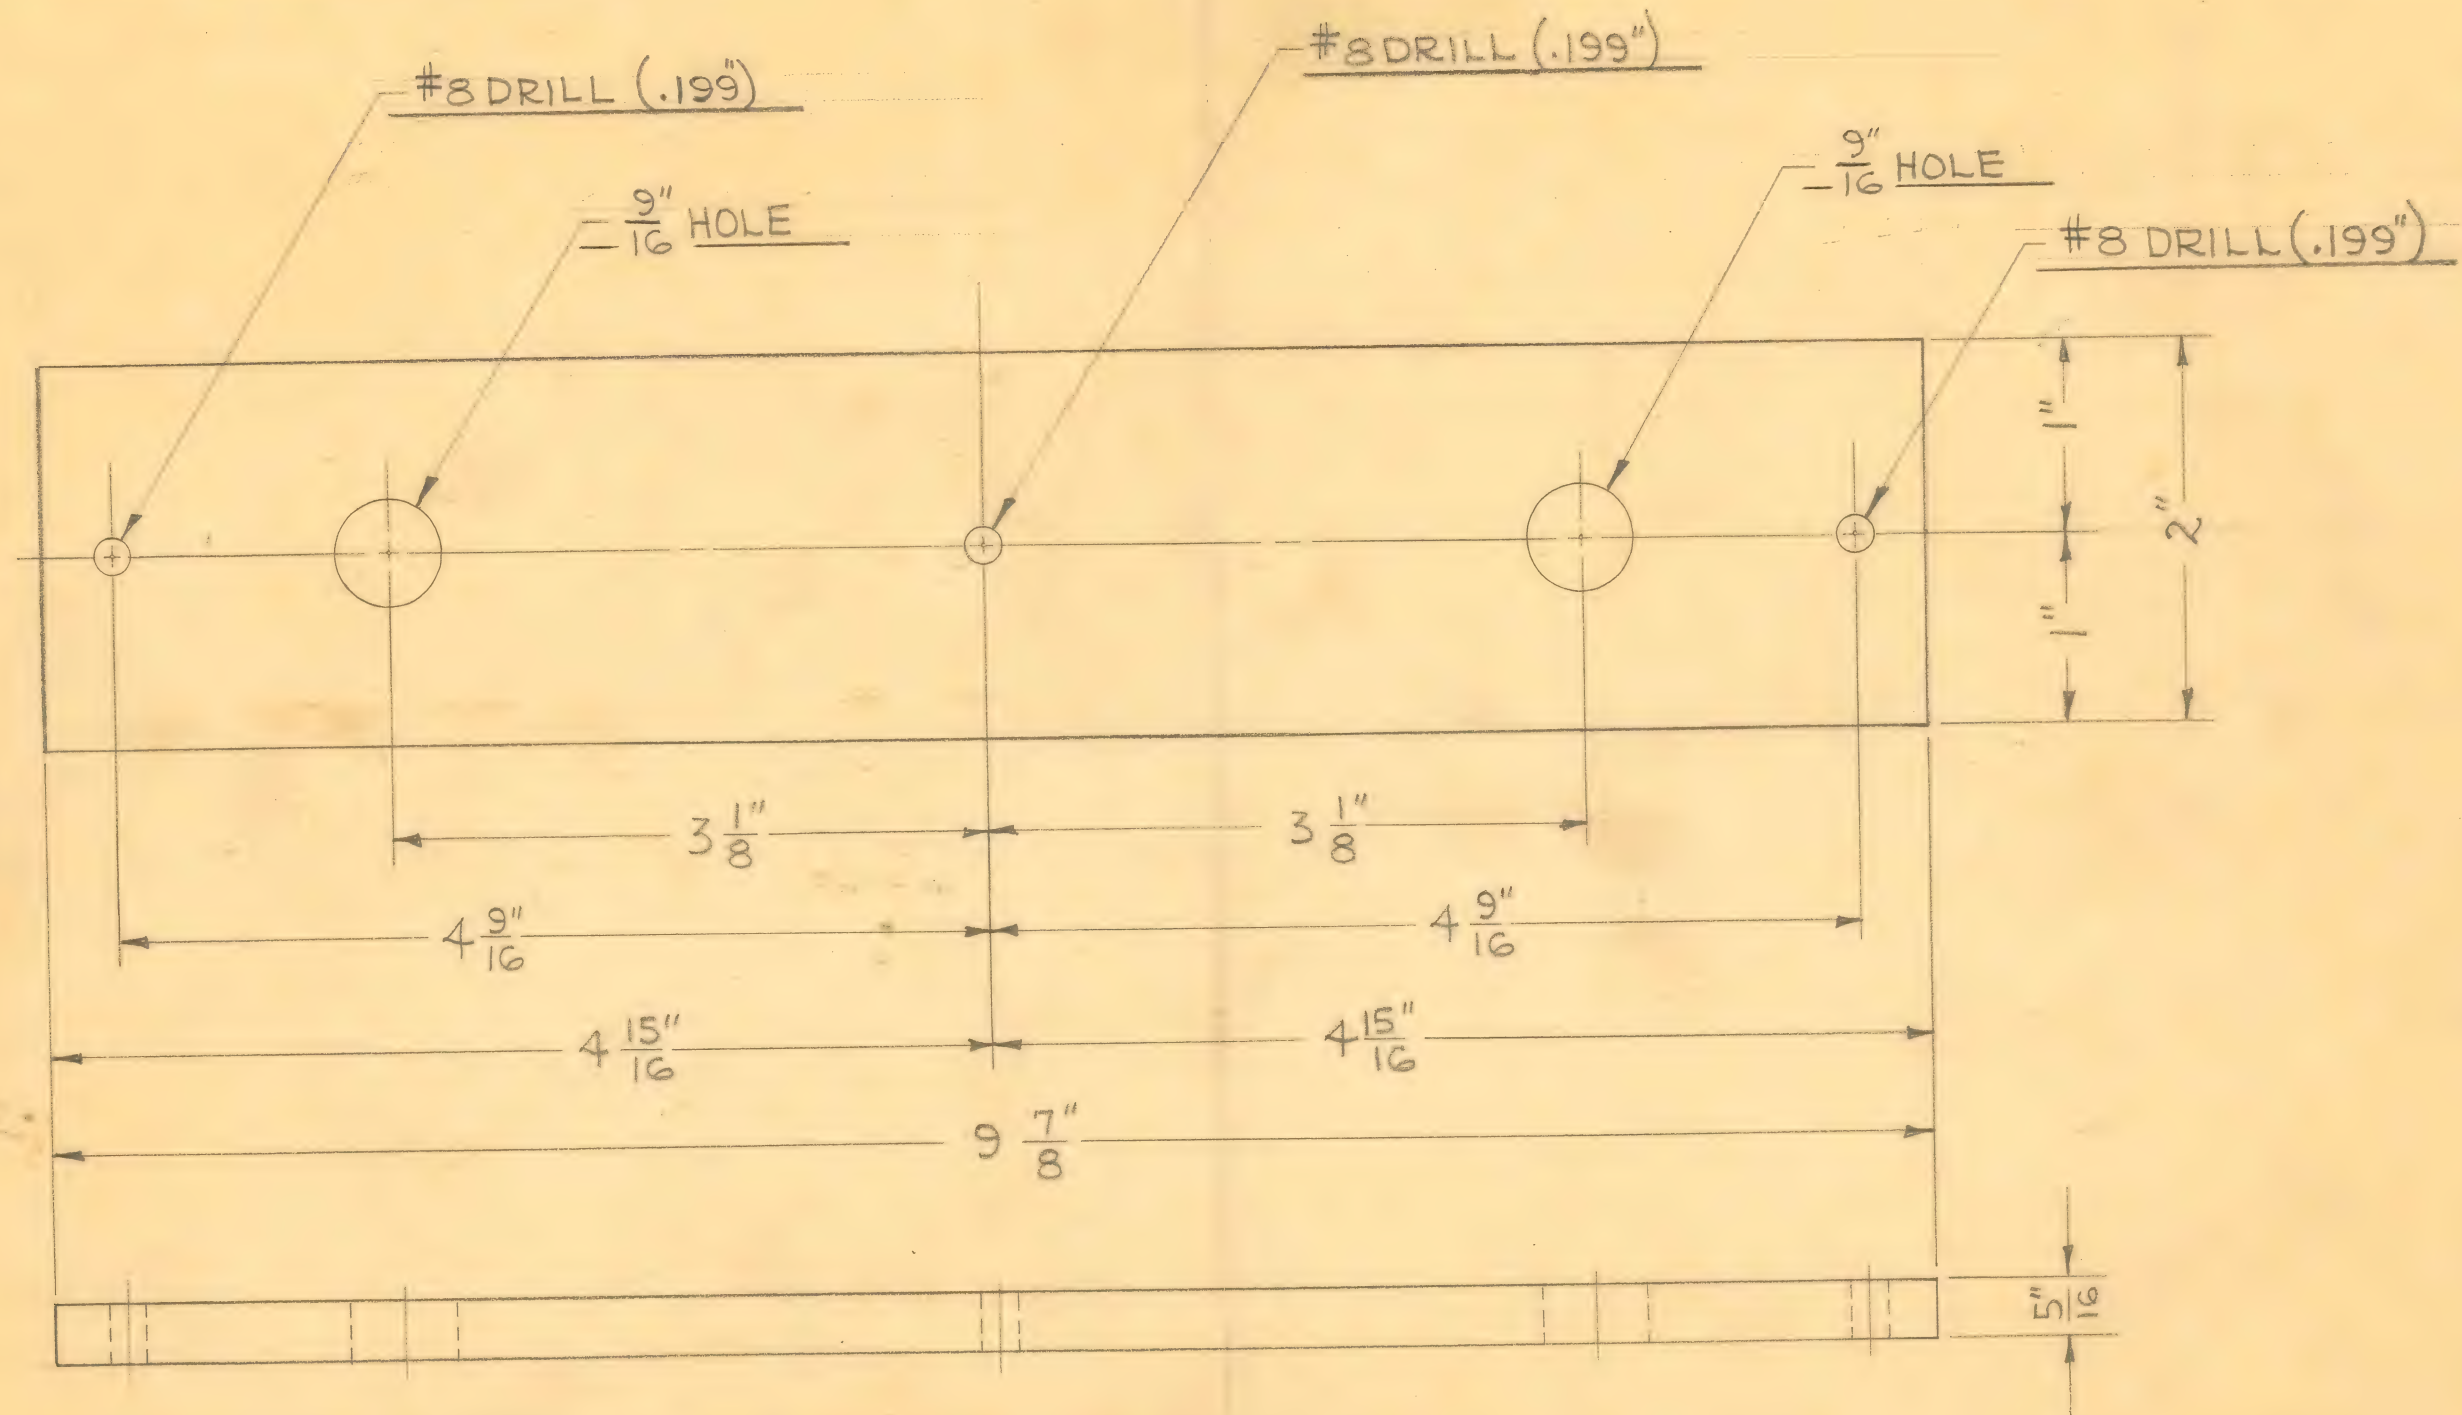 #8 DRILL (.199")
#8 DRILL (.199")
9/16" HOLE
9/16" HOLE
#8 DRILL (.199")
1"
2"
1"
3 1/8"
3 1/8"
4 9/16"
4 9/16"
4 15/16"
4 15/16"
9 7/8"
5/16"